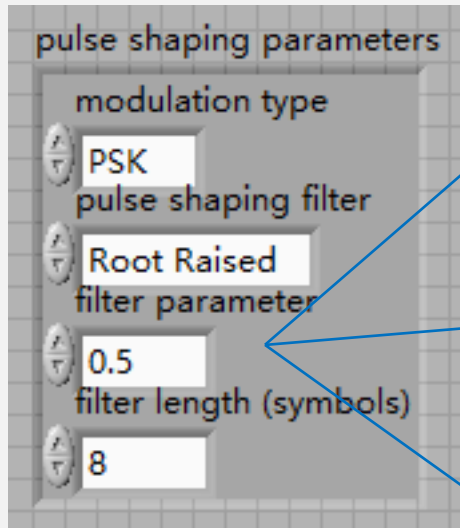 pulse shaping parameters
modulation type
PSK
pulse shaping filter
Root Raised
filter parameter
0.5
filter length (symbols)
8